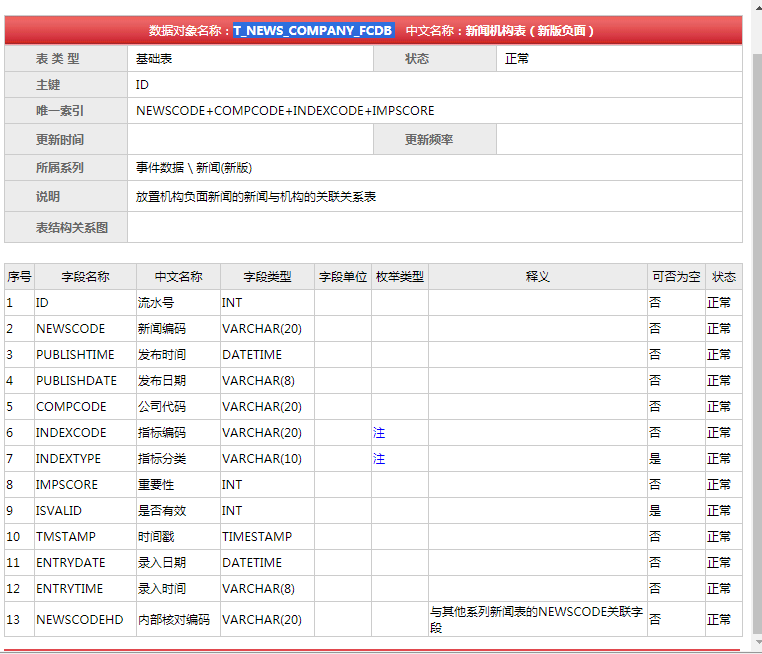 数据对象名称：T_NEWS_COMPANY_FCDB 中文名称：新闻机构表（新版负面）
表 类 型 基础表 状态 正常
主键 ID
唯一索引 NEWSCODE+COMPCODE+INDEXCODE+IMPSCORE
更新时间 更新频率
所属系列 事件数据 \ 新闻(新版)
说明 放置机构负面新闻的新闻与机构的关联关系表
表结构关系图
序号 字段名称 中文名称 字段类型 字段单位 枚举类型 释义 可否为空 状态
1 ID 流水号 INT 否 正常
2 NEWSCODE 新闻编码 VARCHAR(20) 否 正常
3 PUBLISHTIME 发布时间 DATETIME 否 正常
4 PUBLISHDATE 发布日期 VARCHAR(8) 否 正常
5 COMPCODE 公司代码 VARCHAR(20) 否 正常
6 INDEXCODE 指标编码 VARCHAR(20) 注 否 正常
7 INDEXTYPE 指标分类 VARCHAR(10) 注 是 正常
8 IMPSCORE 重要性 INT 否 正常
9 ISVALID 是否有效 INT 是 正常
10 TMSTAMP 时间戳 TIMESTAMP 否 正常
11 ENTRYDATE 录入日期 DATETIME 否 正常
12 ENTRYTIME 录入时间 VARCHAR(8) 否 正常
13 NEWSCODEHD 内部核对编码 VARCHAR(20) 与其他系列新闻表的NEWSCODE关联字 否 正常
段